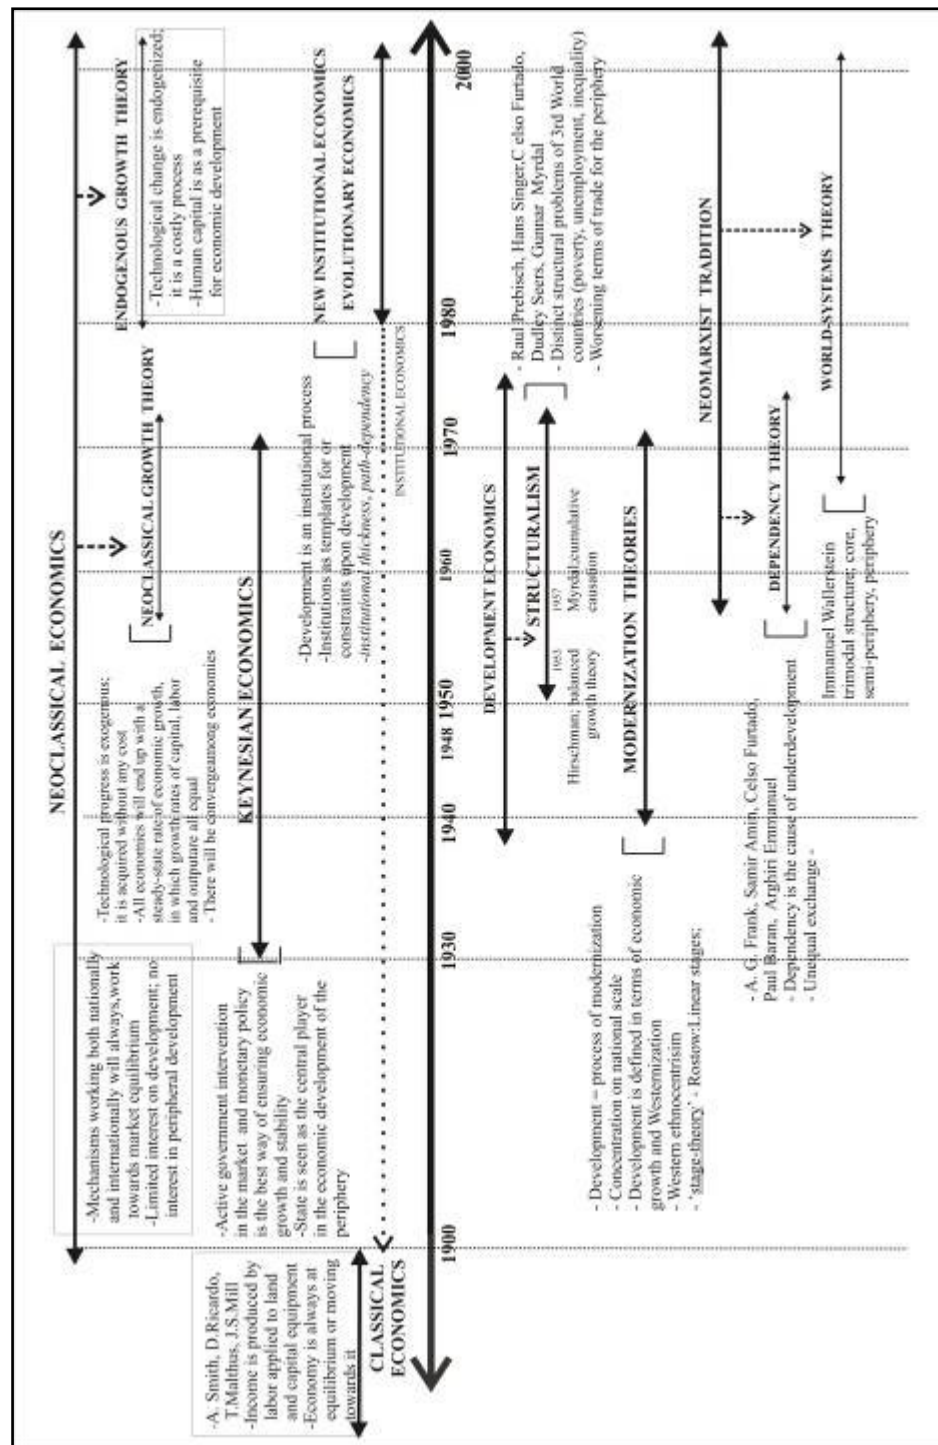 NEOCLASSICAL ECONOMICS
-Mechanisms working both nationally
and internationally will always,work
towards market equilibrium
-Limited interest on development; no
interest in peripheral development
-Technological progress is exogenous;
it is acquired without any cost
-All economies will end up with a
steady-state rate of economic growth,
in which growth rates of capital, labor
and outputare all equal
- There will be convergeamong economies
NEOCLASSICAL GROWTH THEORY
ENDOGENOUS GROWTH THEORY
-Technological change is endogenized;
it is a costly process
-Human capital is as a prerequisite
for economic development
-A. Smith, D.Ricardo,
T.Malthus, J.S.Mill
-Income is produced by
labor applied to land
and capital equipment
-Economy is always at
equilibrium or moving
towards it
CLASSICAL
ECONOMICS
-Active government intervention
in the market and monetary policy
is the best way of ensuring economic
growth and stability
-State is seen as the central player
in the economic development of the
periphery
KEYNESIAN ECONOMICS
-Development is an institutional process
-Institutions as templates for or
constraints upon development
-institutional thickness, path-dependency
INSTITUTIONAL ECONOMICS
NEW INSTITUTIONAL ECONOMICS
EVOLUTIONARY ECONOMICS
1900
1930
1940
1948
1950
1960
1970
1980
2000
DEVELOPMENT ECONOMICS
STRUCTURALISM
Hirschman; balanced
growth theory
1957
Myrdal;cumulative
causation
- Raul Prebisch, Hans Singer,C elso Furtado,
Dudley Seers, Gunnar Myrdal
- Distinct structural problems of 3rd World
countries (poverty, unemployment, inequality)
- Worsening terms of trade for the periphery
MODERNIZATION THEORIES
- Development = process of modernization
- Concentration on national scale
- Development is defined in terms of economic
growth and Westernization
- Western ethnocentrisim
- 'stage-theory' - Rostow:Linear stages;
NEOMARXIST TRADITION
DEPENDENCY THEORY
- A. G. Frank, Samir Amin, Celso Furtado,
Paul Baran, Arghiri Emmanuel
- Dependency is the cause of underdevelopment
- Unequal exchange -
WORLD-SYSTEMS THEORY
Immanuel Wallerstein
trimodal structure; core,
semi-periphery, periphery